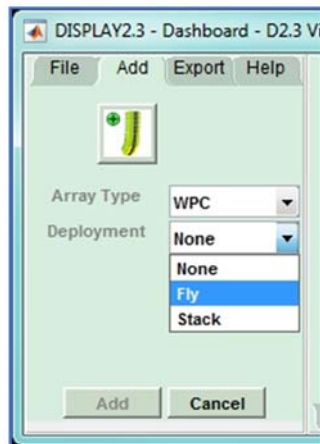 DISPLAY2.3 - Dashboard - D2.3
File Add Export Help
Array Type WPC
Deployment None
None
Fly
Stack
Add Cancel